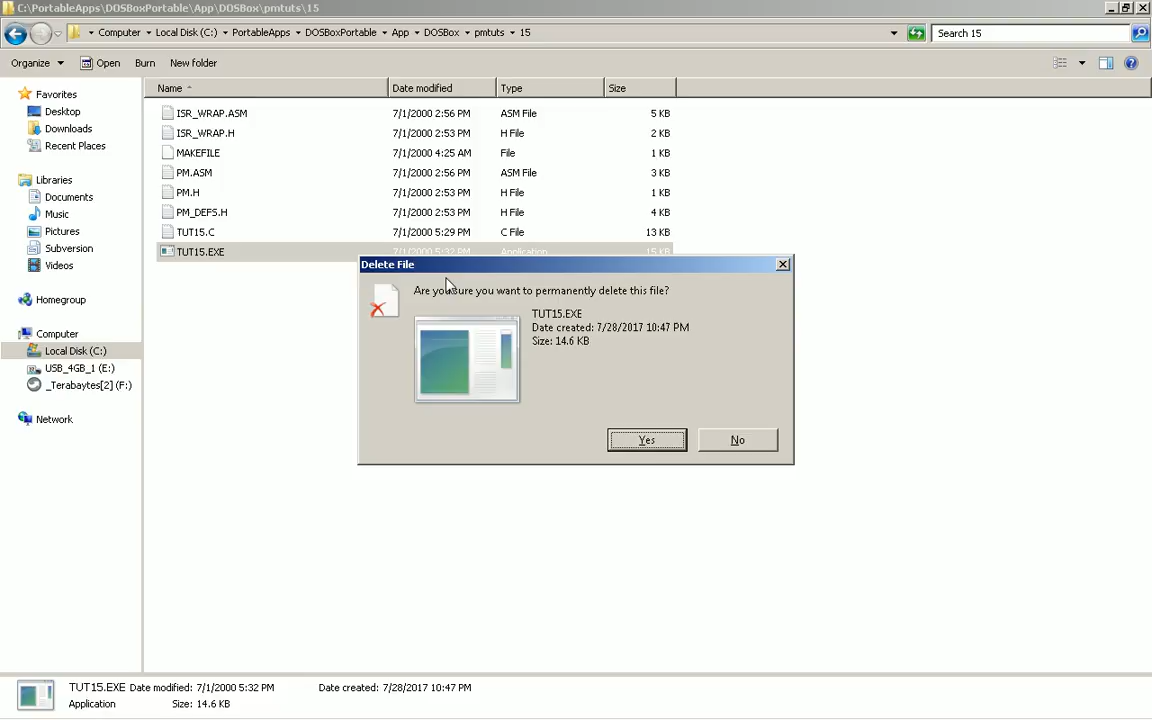 C:\PortableApps\DOSBoxPortable\App\DOSBox\pmtuts\15
Computer Local Disk (C:) PortableApps DOSBoxPortable App DOSBox pmtuts 15
Search 15
Organize Open Burn New folder
Favorites
Desktop
Downloads
Recent Places
Libraries
Documents
Music
Pictures
Subversion
Videos
Homegroup
Computer
Local Disk (C:)
USB_4GB_1 (E:)
_Terabaytes[2] (F:)
Network
Name Date modified Type Size
ISR_WRAP.ASM 7/1/2000 2:56 PM ASM File 5 KB
ISR_WRAP.H 7/1/2000 2:53 PM H File 2 KB
MAKEFILE 7/1/2000 4:25 AM File 1 KB
PM.ASM 7/1/2000 2:56 PM ASM File 3 KB
PM.H 7/1/2000 2:53 PM H File 1 KB
PM_DEFS.H 7/1/2000 2:53 PM H File 4 KB
TUT15.C 7/1/2000 5:29 PM C File 13 KB
TUT15.EXE 7/1/2000 5:32 PM Application 15 KB
Delete File
Are you sure you want to permanently delete this file?
TUT15.EXE
Date created: 7/28/2017 10:47 PM
Size: 14.6 KB
Yes No
TUT15.EXE Date modified: 7/1/2000 5:32 PM Date created: 7/28/2017 10:47 PM
Application Size: 14.6 KB